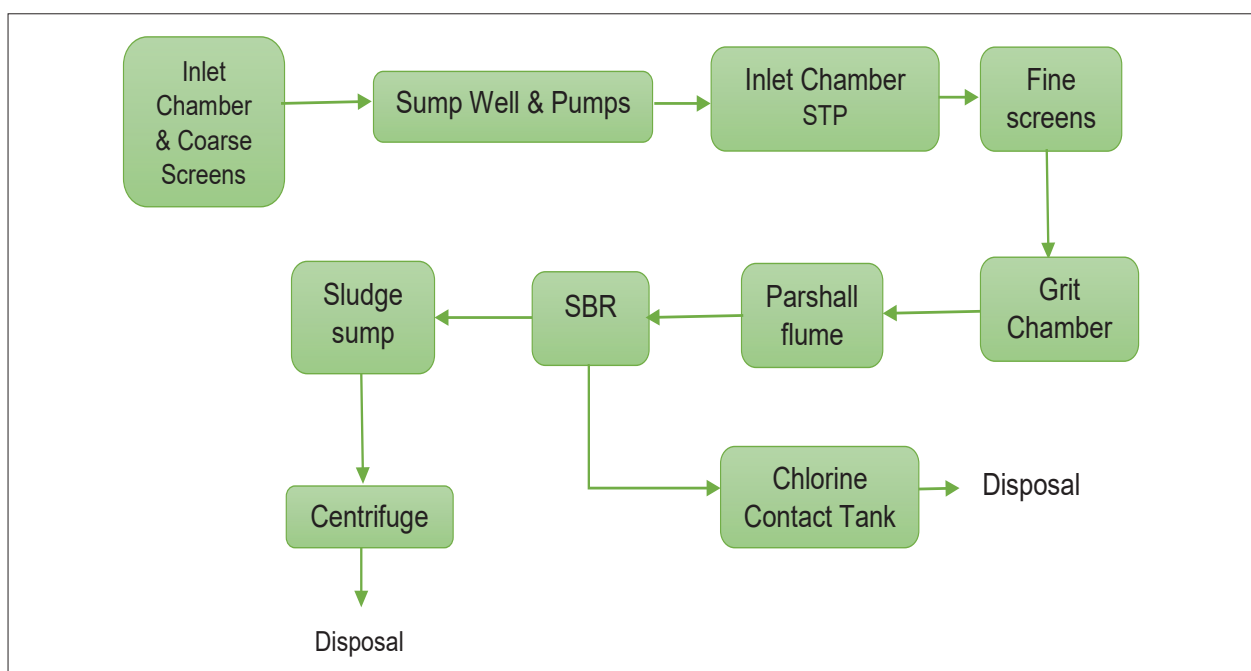 Inlet
Chamber
& Coarse
Screens
Sump Well & Pumps
Inlet Chamber
STP
Fine
screens
Sludge
sump
SBR
Parshall
flume
Grit
Chamber
Centrifuge
Chlorine
Contact Tank
Disposal
Disposal